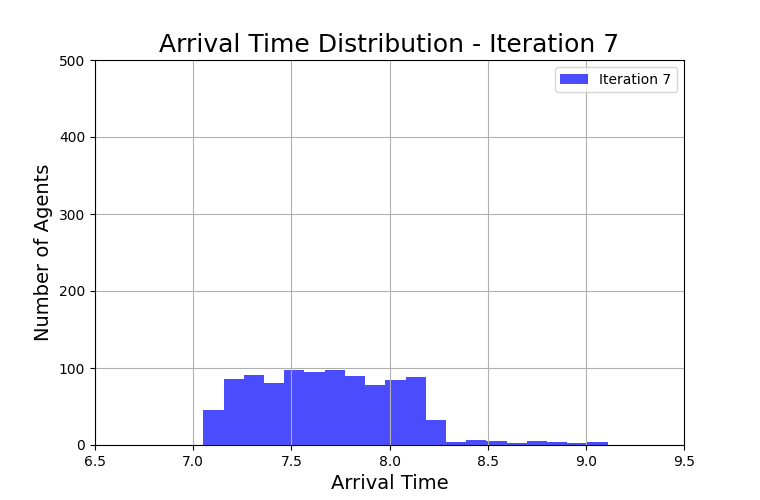 Arrival Time Distribution - Iteration 7
Iteration 7
Number of Agents
500
400
300
200
100
0
6.5 7.0 7.5 8.0 8.5 9.0 9.5
Arrival Time